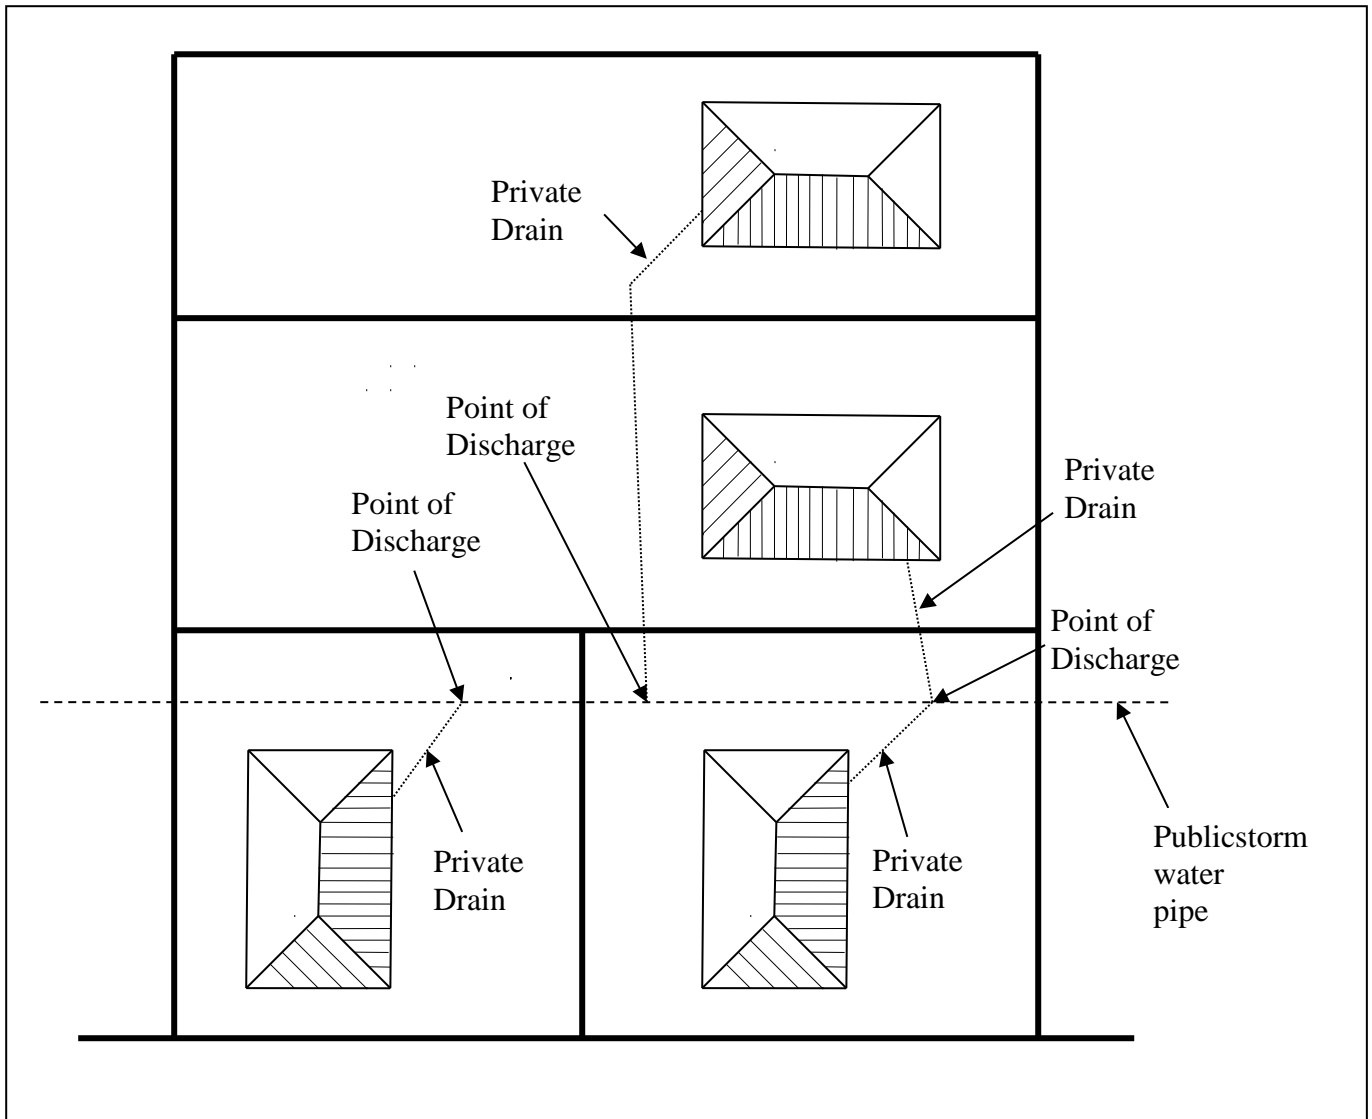 Private
Drain
Point of
Discharge
Point of
Discharge
Private
Drain
Point of
Discharge
Private
Drain
Private
Drain
Publicstorm
water
pipe